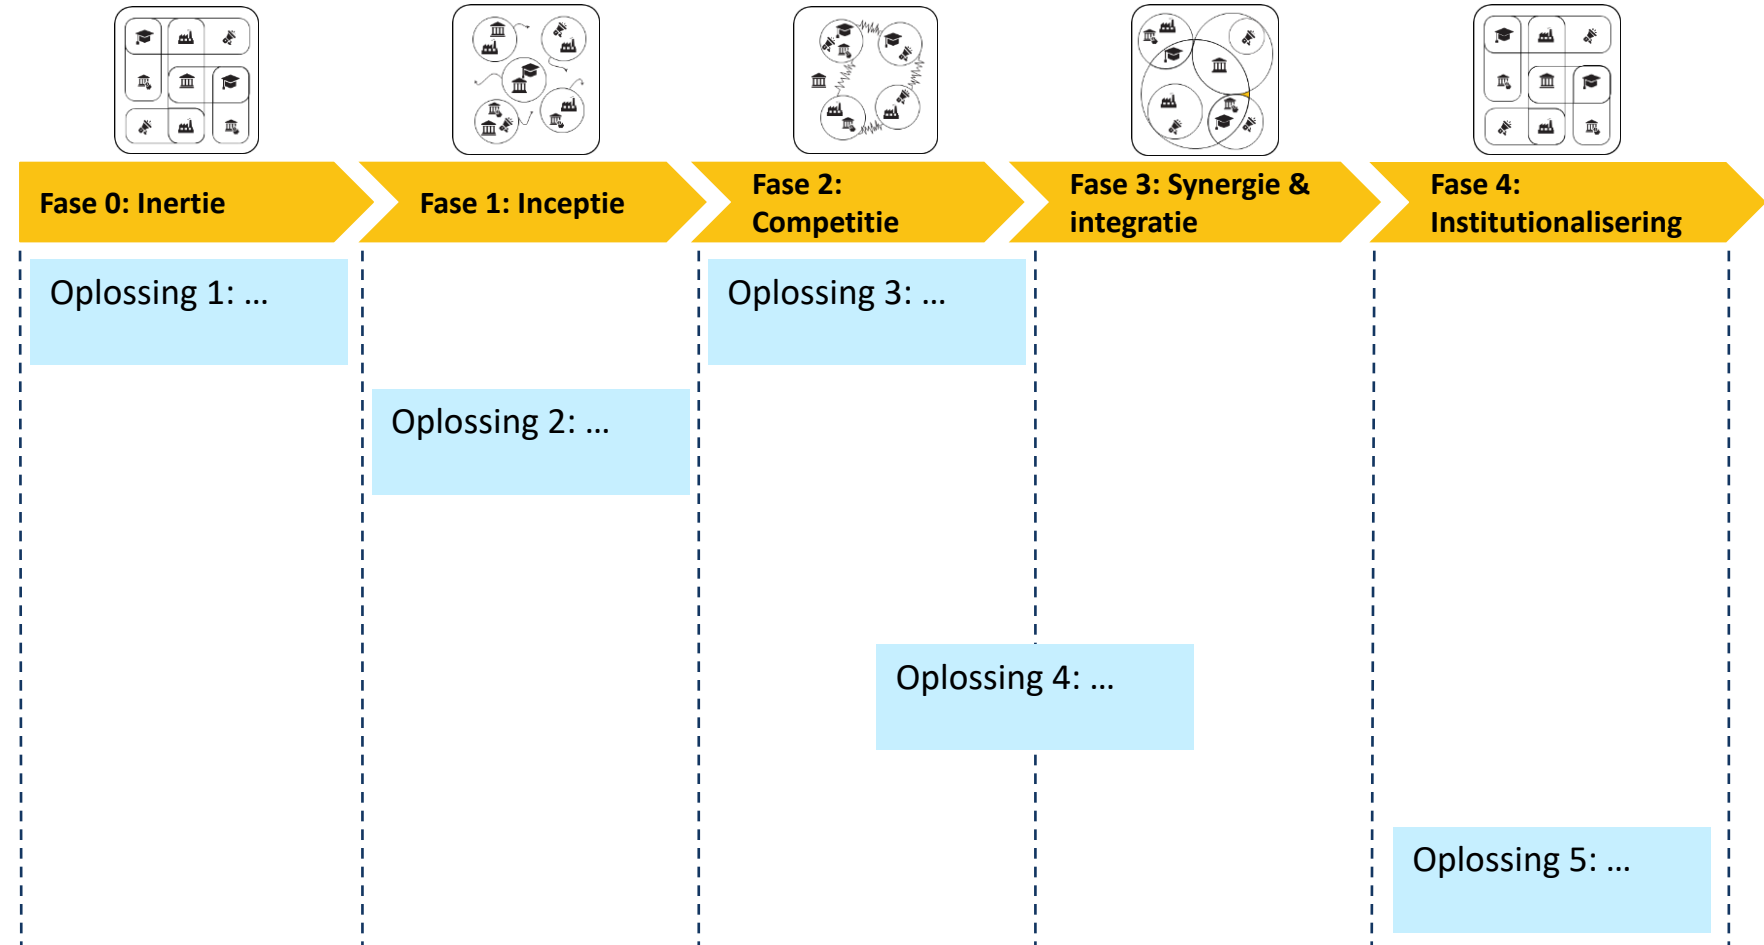 Fase 0: Inertie
Fase 1: Inceptie
Fase 2:
Competitie
Fase 3: Synergie &
integratie
Fase 4:
Institutionalisering
Oplossing 1: ...
Oplossing 3: ...
Oplossing 2: ...
Oplossing 4: ...
Oplossing 5: ...